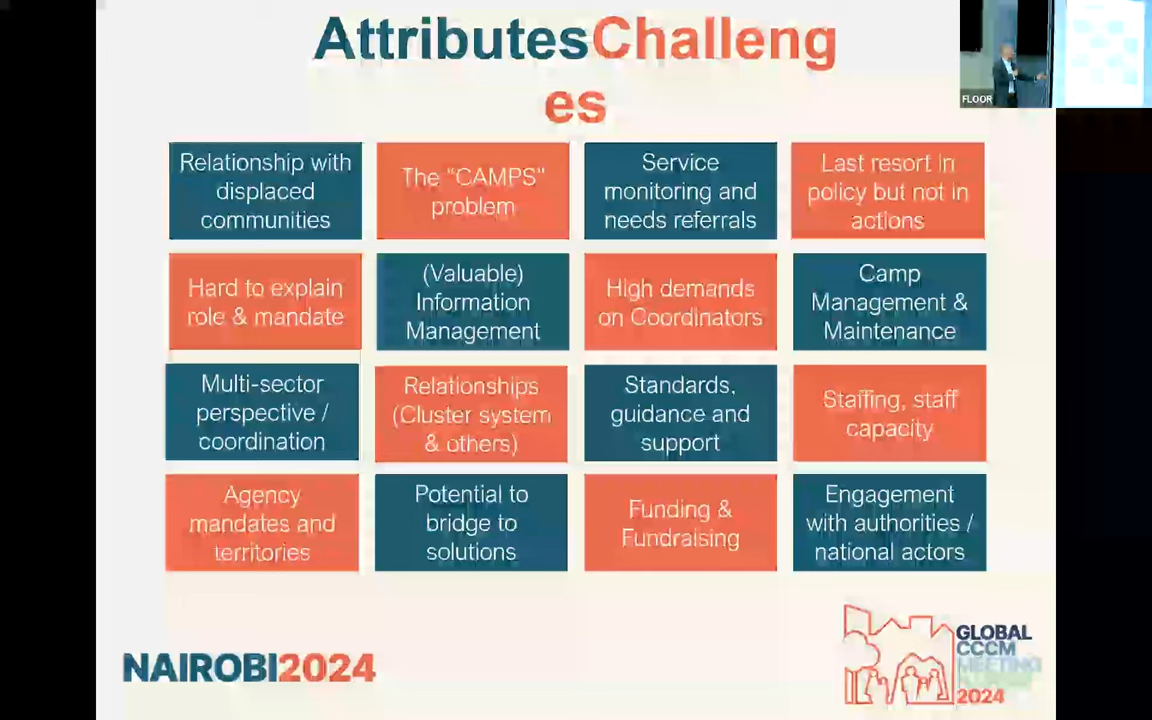 AttributesChalleng
es
FLOOR
Relationship with
displaced
communities
The "CAMPS"
problem
Service
monitoring and
needs referrals
Last resort in
policy but not in
actions
Hard to explain
role & mandate
(Valuable)
Information
Management
High demands
on Coordinators
Camp
Management &
Maintenance
Multi-sector
perspective /
coordination
Relationships
(Cluster system
& others)
Standards,
guidance and
support
Staffing, staff
capacity
Agency
mandates and
territories
Potential to
bridge to
solutions
Funding &
Fundraising
Engagement
with authorities /
national actors
NAIROBI2024
GLOBAL
CCCM
MEETING
2024